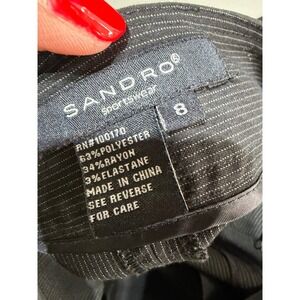 SANDRO®
sportswear
8
RN#100170
63%POLYESTER
34%RAYON
3%ELASTANE
MADE IN CHINA
SEE REVERSE
FOR CARE